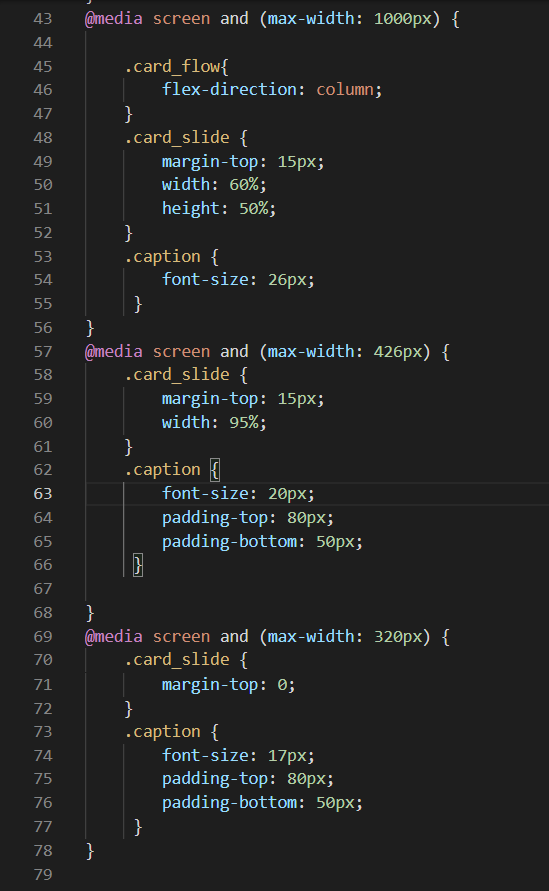 43 @media screen and (max-width: 1000px) {
44
45     .card_flow{
46         flex-direction: column;
47     }
48     .card_slide {
49         margin-top: 15px;
50         width: 60%;
51         height: 50%;
52     }
53     .caption {
54         font-size: 26px;
55      }
56 }
57 @media screen and (max-width: 426px) {
58     .card_slide {
59         margin-top: 15px;
60         width: 95%;
61     }
62     .caption {
63         font-size: 20px;
64         padding-top: 80px;
65         padding-bottom: 50px;
66      }
67
68 }
69 @media screen and (max-width: 320px) {
70     .card_slide {
71         margin-top: 0;
72     }
73     .caption {
74         font-size: 17px;
75         padding-top: 80px;
76         padding-bottom: 50px;
77      }
78 }
79